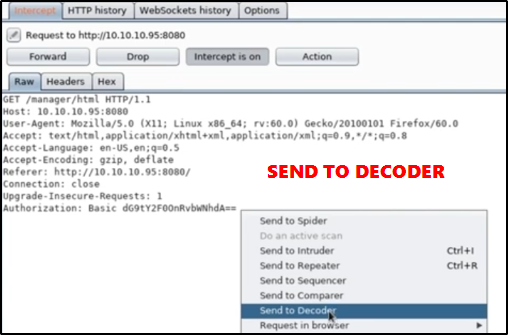 Intercept HTTP history WebSockets history Options
Request to http://10.10.10.95:8080
Forward Drop Intercept is on Action
Raw Headers Hex
GET /manager/html HTTP/1.1
Host: 10.10.10.95:8080
User-Agent: Mozilla/5.0 (X11; Linux x86_64; rv:60.0) Gecko/20100101 Firefox/60.0
Accept: text/html,application/xhtml+xml,application/xml;q=0.9,*/*;q=0.8
Accept-Language: en-US,en;q=0.5
Accept-Encoding: gzip, deflate
Referer: http://10.10.10.95:8080/
SEND TO DECODER
Connection: close
Upgrade-Insecure-Requests: 1
Authorization: Basic dG9tY2F0OnRvbWNhdA==
Send to Spider
Do an active scan
Send to Intruder Ctrl+I
Send to Repeater Ctrl+R
Send to Sequencer
Send to Comparer
Send to Decoder
Request in browser